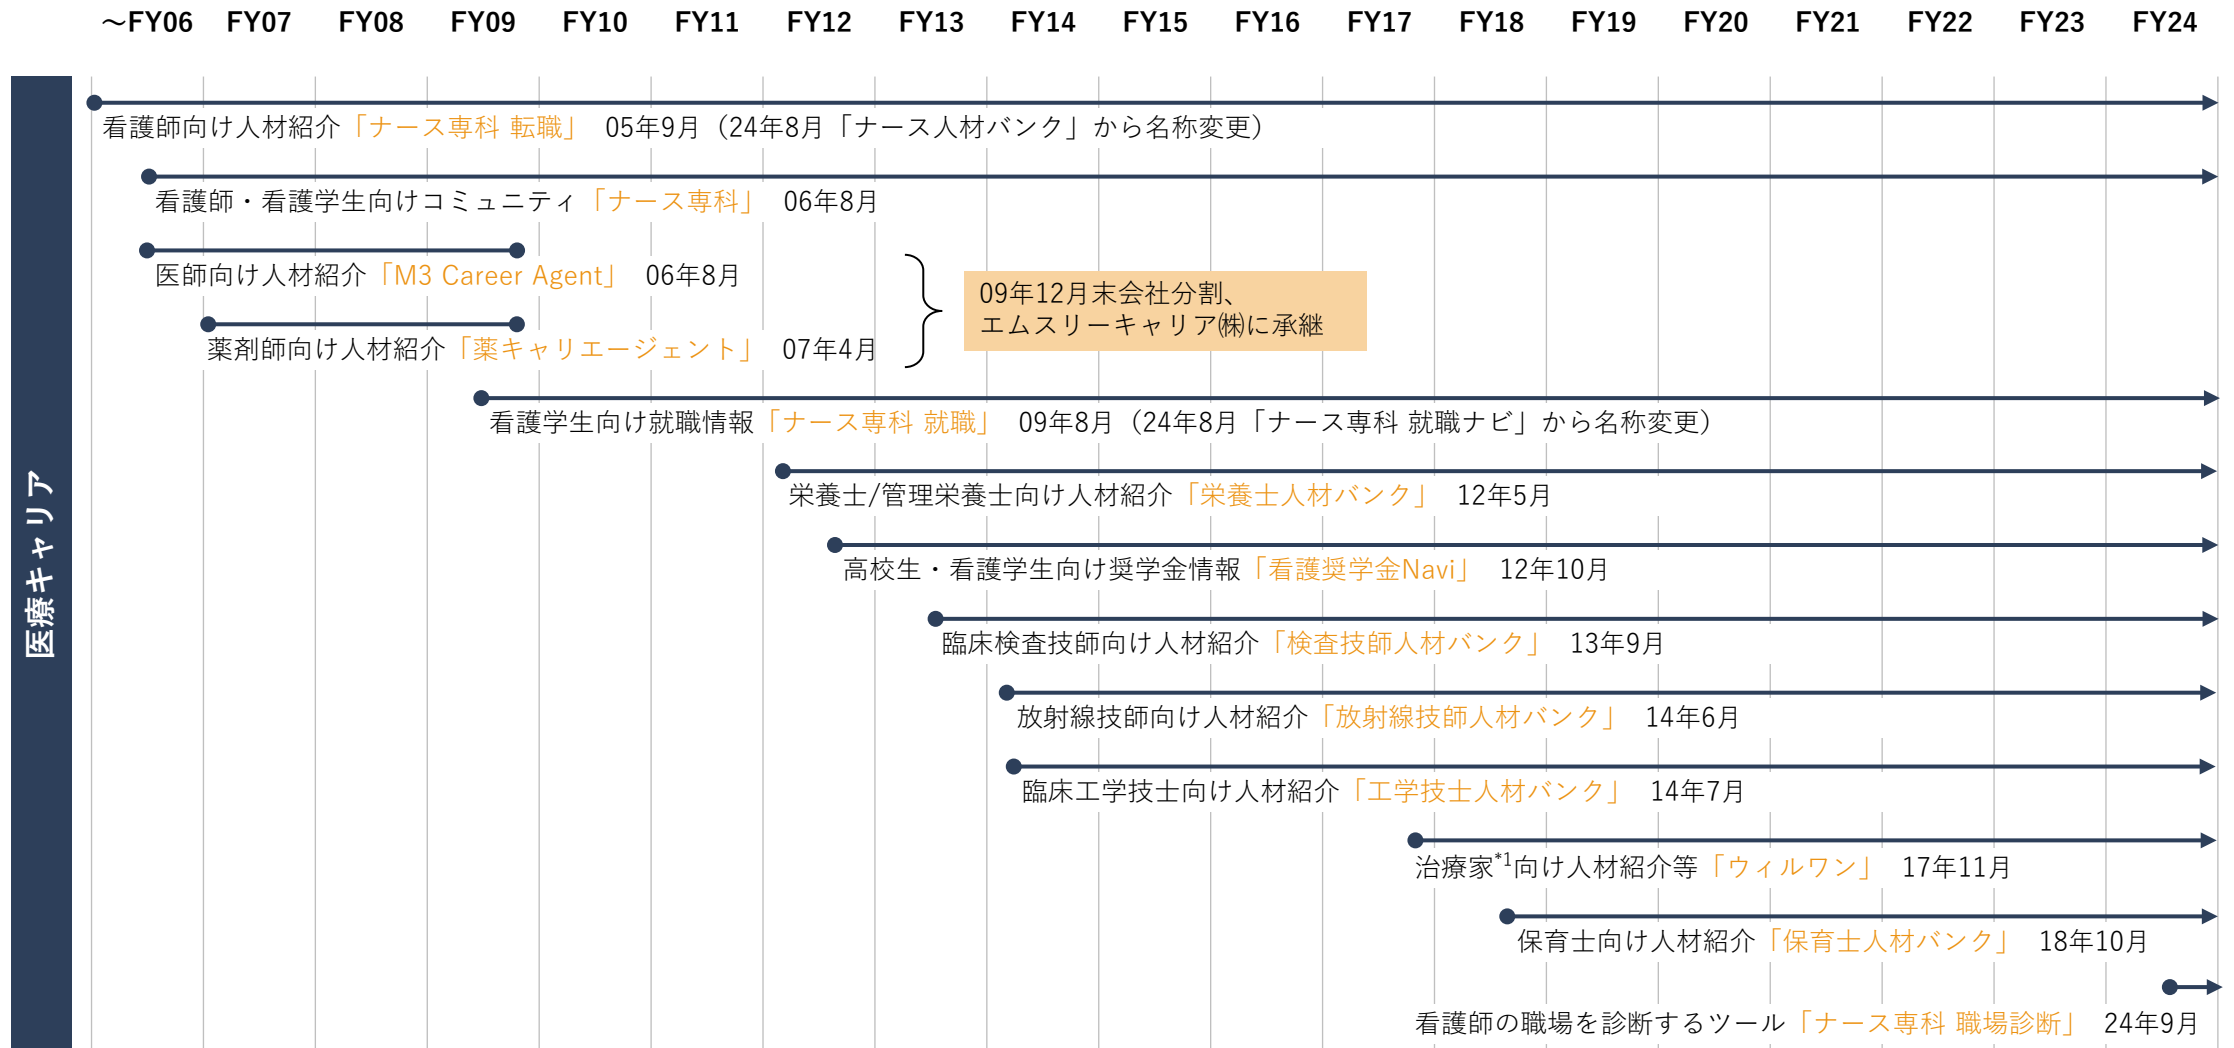 ～FY06 FY07 FY08 FY09 FY10 FY11 FY12 FY13 FY14 FY15 FY16 FY17 FY18 FY19 FY20 FY21 FY22 FY23 FY24
医療キャリア
看護師向け人材紹介「ナース専科 転職」 05年9月（24年8月「ナース人材バンク」から名称変更）
看護師・看護学生向けコミュニティ「ナース専科」 06年8月
医師向け人材紹介「M3 Career Agent」 06年8月
薬剤師向け人材紹介「薬キャリエージェント」 07年4月
09年12月末会社分割、
エムスリーキャリア㈱に承継
看護学生向け就職情報「ナース専科 就職」 09年8月（24年8月「ナース専科 就職ナビ」から名称変更）
栄養士/管理栄養士向け人材紹介「栄養士人材バンク」 12年5月
高校生・看護学生向け奨学金情報「看護奨学金Navi」 12年10月
臨床検査技師向け人材紹介「検査技師人材バンク」 13年9月
放射線技師向け人材紹介「放射線技師人材バンク」 14年6月
臨床工学技士向け人材紹介「工学技士人材バンク」 14年7月
治療家*1向け人材紹介等「ウィルワン」 17年11月
保育士向け人材紹介「保育士人材バンク」 18年10月
看護師の職場を診断するツール「ナース専科 職場診断」 24年9月